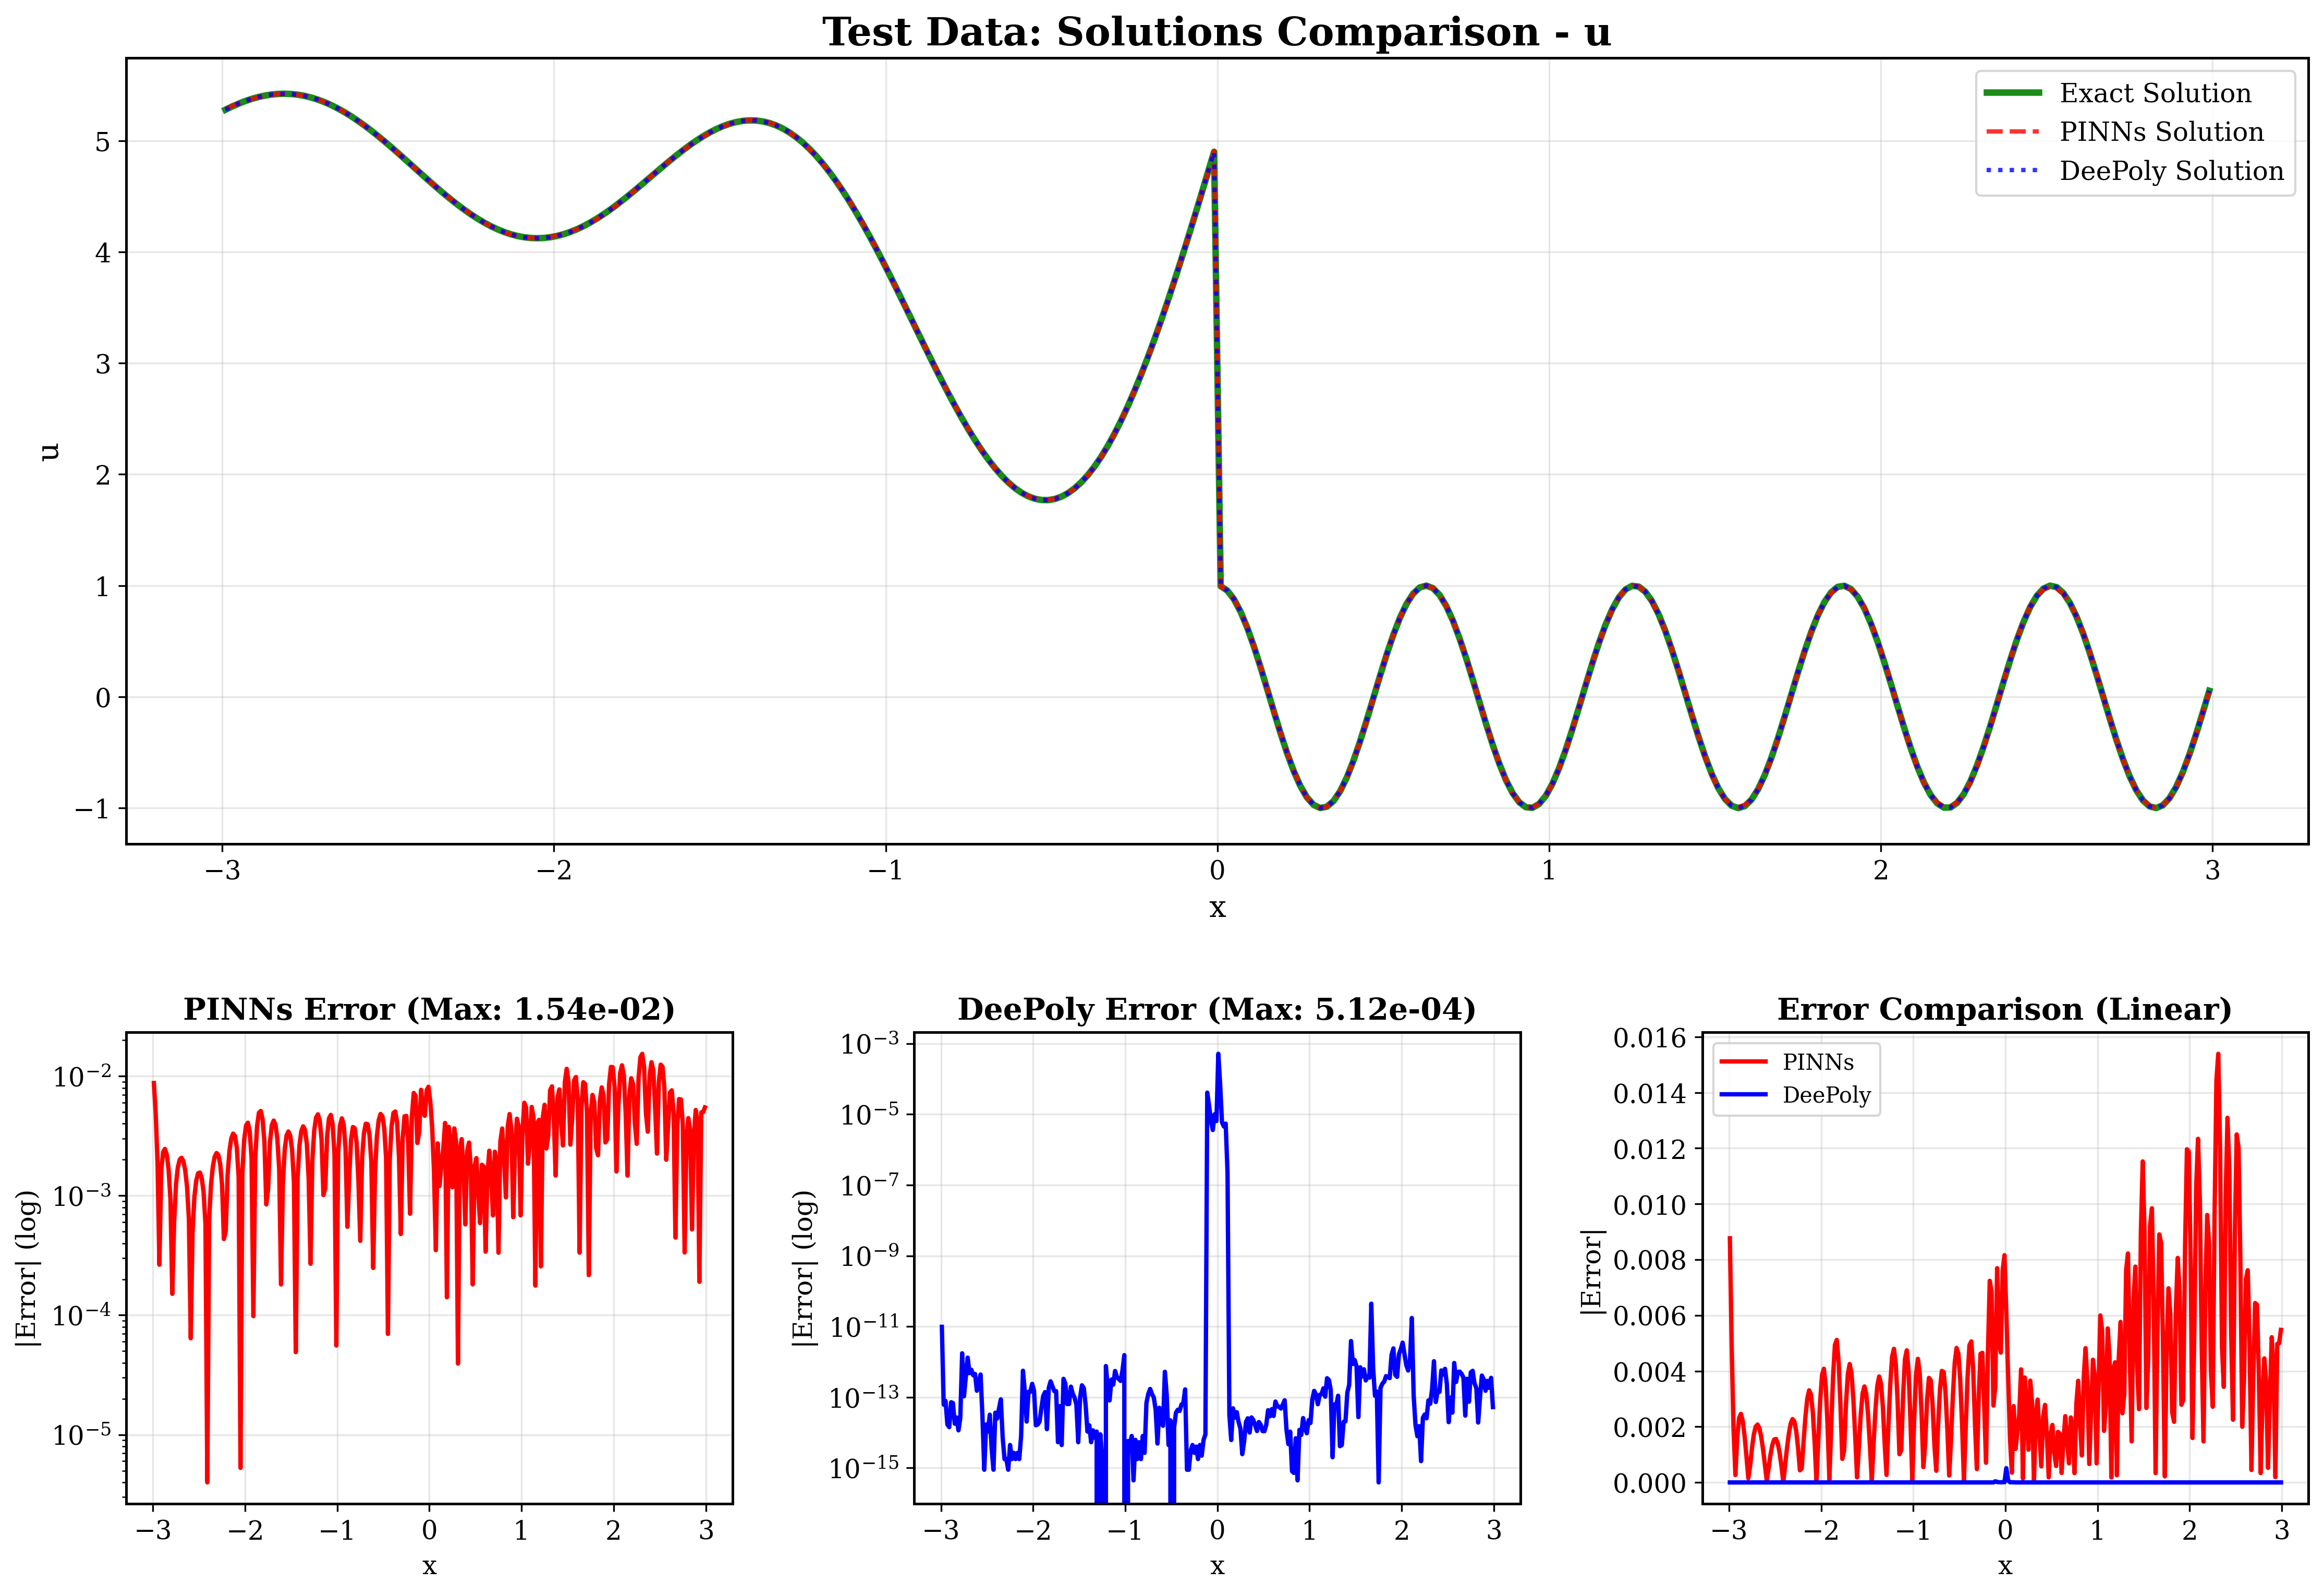 Test Data: Solutions Comparison - u
Exact Solution
PINNs Solution
DeePoly Solution
u
5
4
3
2
1
0
−1
−3 −2 −1 0 1 2 3
x
PINNs Error (Max: 1.54e-02)
|Error| (log)
10⁻²
10⁻³
10⁻⁴
10⁻⁵
−3 −2 −1 0 1 2 3
x
DeePoly Error (Max: 5.12e-04)
|Error| (log)
10⁻³
10⁻⁵
10⁻⁷
10⁻⁹
10⁻¹¹
10⁻¹³
10⁻¹⁵
−3 −2 −1 0 1 2 3
x
Error Comparison (Linear)
PINNs
DeePoly
|Error|
0.016
0.014
0.012
0.010
0.008
0.006
0.004
0.002
0.000
−3 −2 −1 0 1 2 3
x